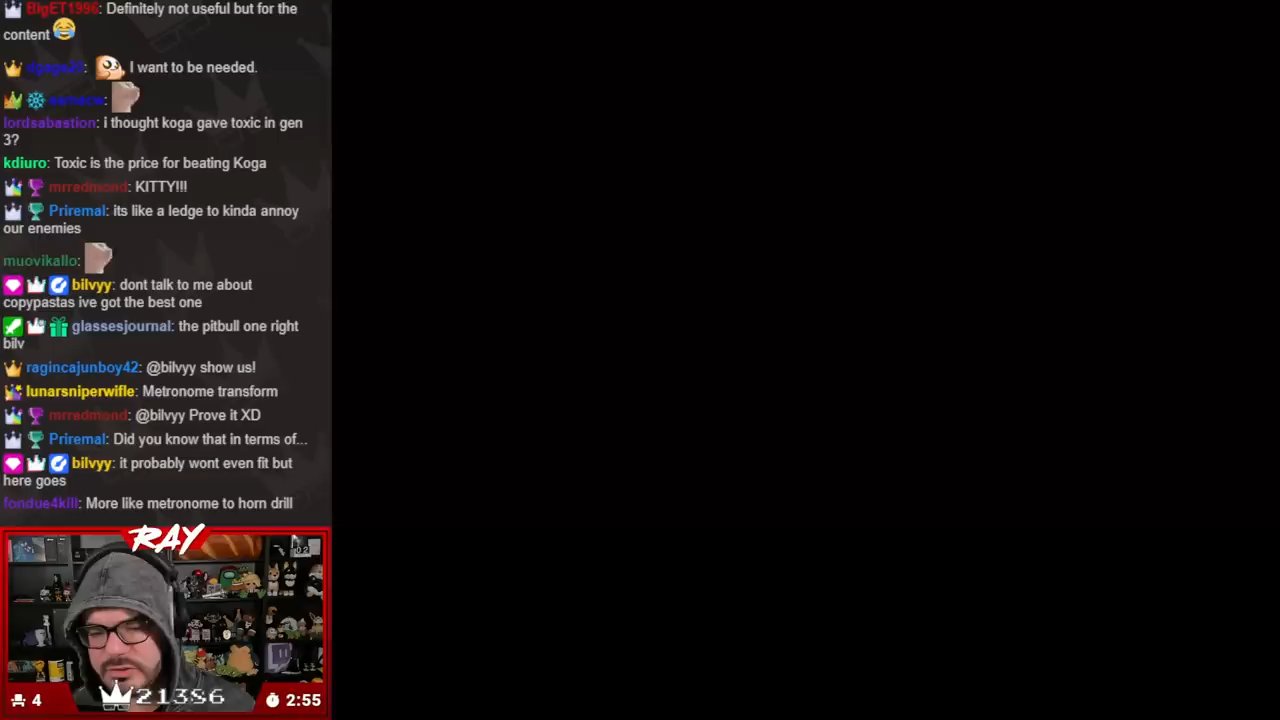 BigET1996: Definitely not useful but for the
content
I want to be needed.
lordsabastion: i thought koga gave toxic in gen
3?
kdiuro: Toxic is the price for beating Koga
mrredmond: KITTY!!!
Priremal: its like a ledge to kinda annoy
our enemies
muovikallo:
bilvyy: dont talk to me about
copypastas ive got the best one
glassesjournal: the pitbull one right
bilv
ragincajunboy42: @bilvyy show us!
lunarsniperwifle: Metronome transform
mrredmond: @bilvyy Prove it XD
Priremal: Did you know that in terms of...
bilvyy: it probably wont even fit but
here goes
fondue4kill: More like metronome to horn drill
RAY
4
21386
2:55